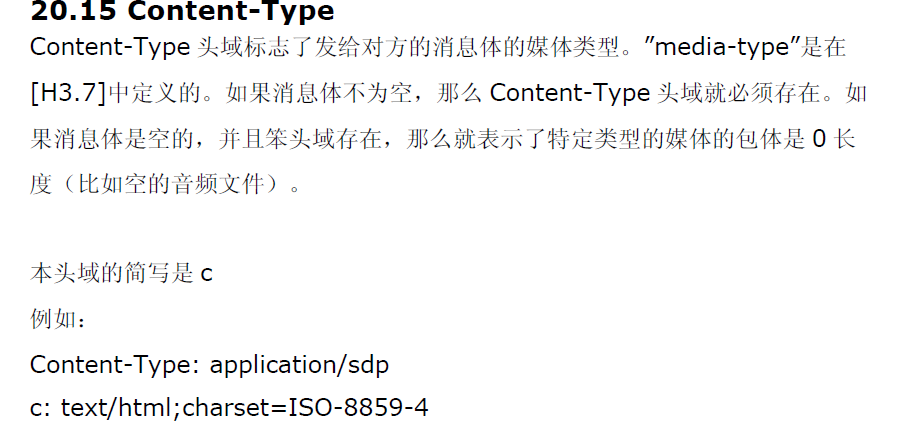 20.15 Content-Type
Content-Type 头域标志了发给对方的消息体的媒体类型。”media-type”是在
[H3.7]中定义的。如果消息体不为空，那么 Content-Type 头域就必须存在。如
果消息体是空的，并且笨头域存在，那么就表示了特定类型的媒体的包体是 0 长
度（比如空的音频文件）。
本头域的简写是 c
例如：
Content-Type: application/sdp
c: text/html;charset=ISO-8859-4